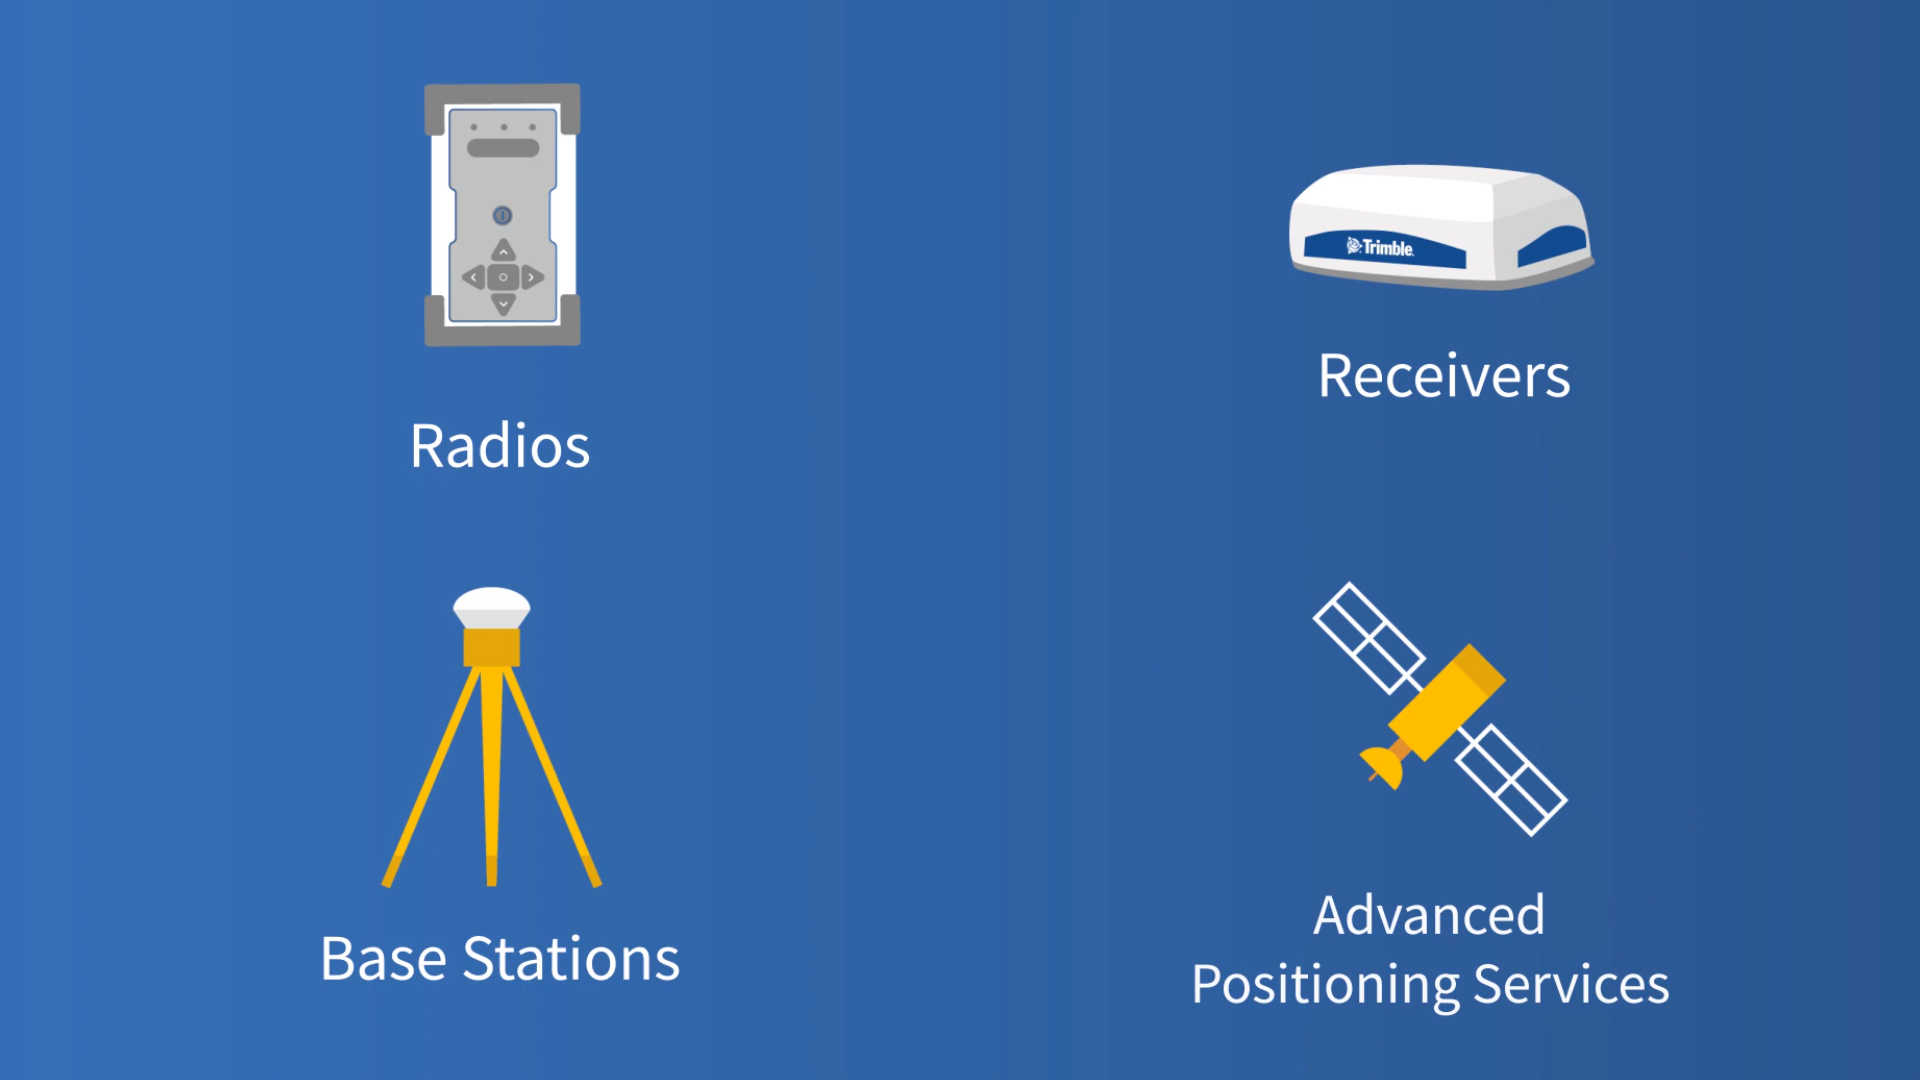 Trimble
Receivers
Radios
Base Stations
Advanced
Positioning Services